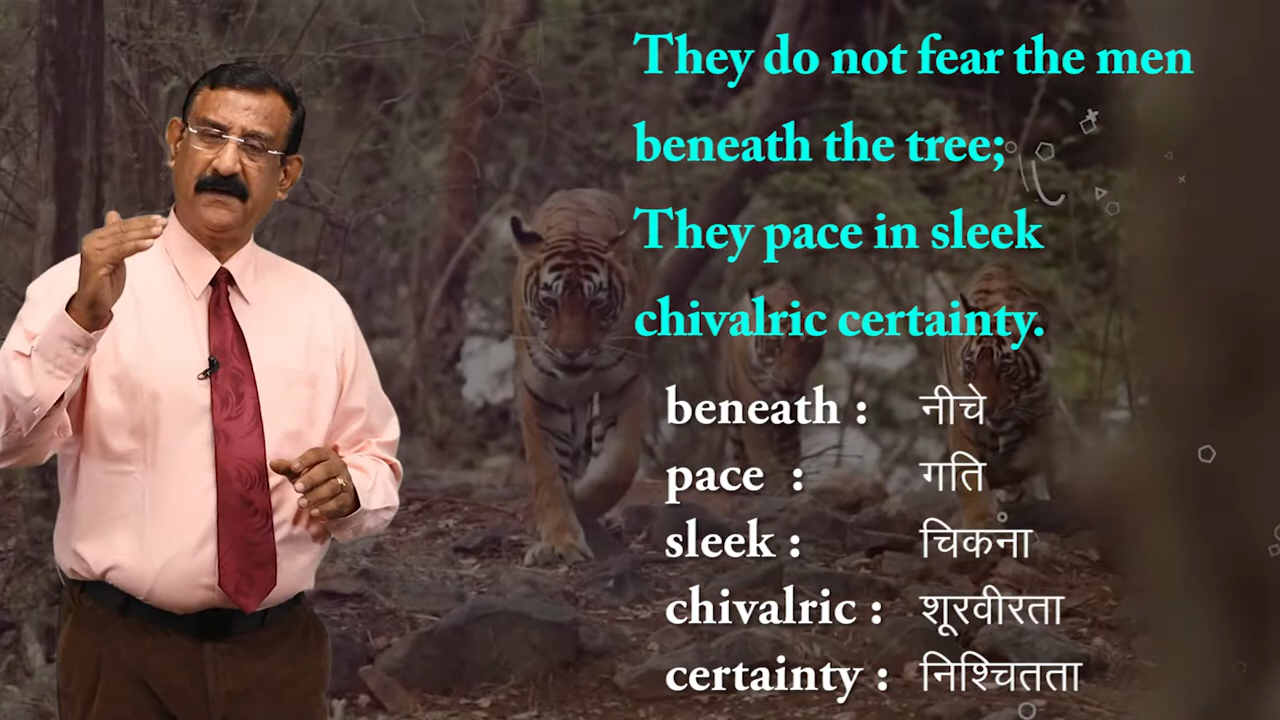 They do not fear the men
beneath the tree;
They pace in sleek
chivalric certainty.
beneath : नीचे
pace : गति
sleek : चिकना
chivalric : शूरवीरता
certainty : निश्चितता